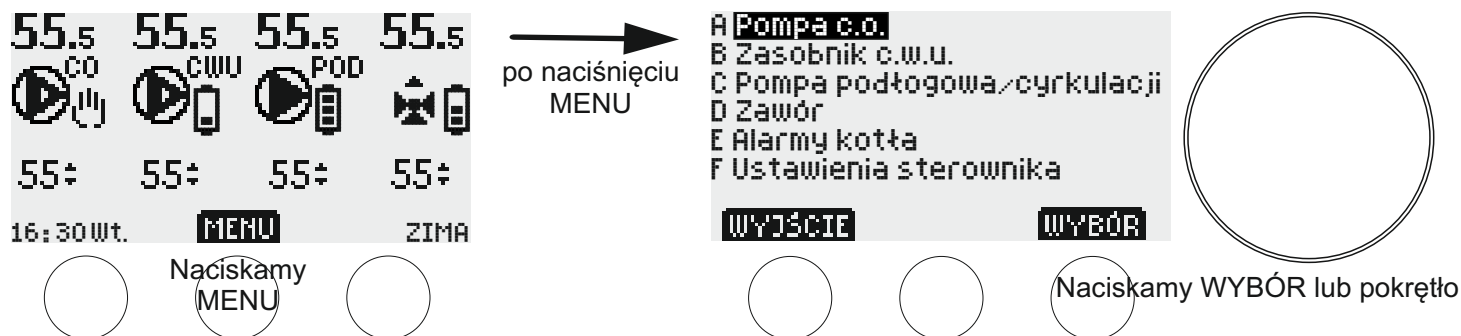 55.5 55.5 55.5 55.5
CO CWU POD
55 55 55 55
16:30 Wt. MENU ZIMA
Naciskamy
MENU
po naciśnięciu
MENU
A Pompa c.o.
B Zasobnik c.w.u.
C Pompa podłogowa/cyrkulacji
D Zawór
E Alarmy kotła
F Ustawienia sterownika
WYJŚCIE WYBÓR
Naciskamy WYBÓR lub pokrętło